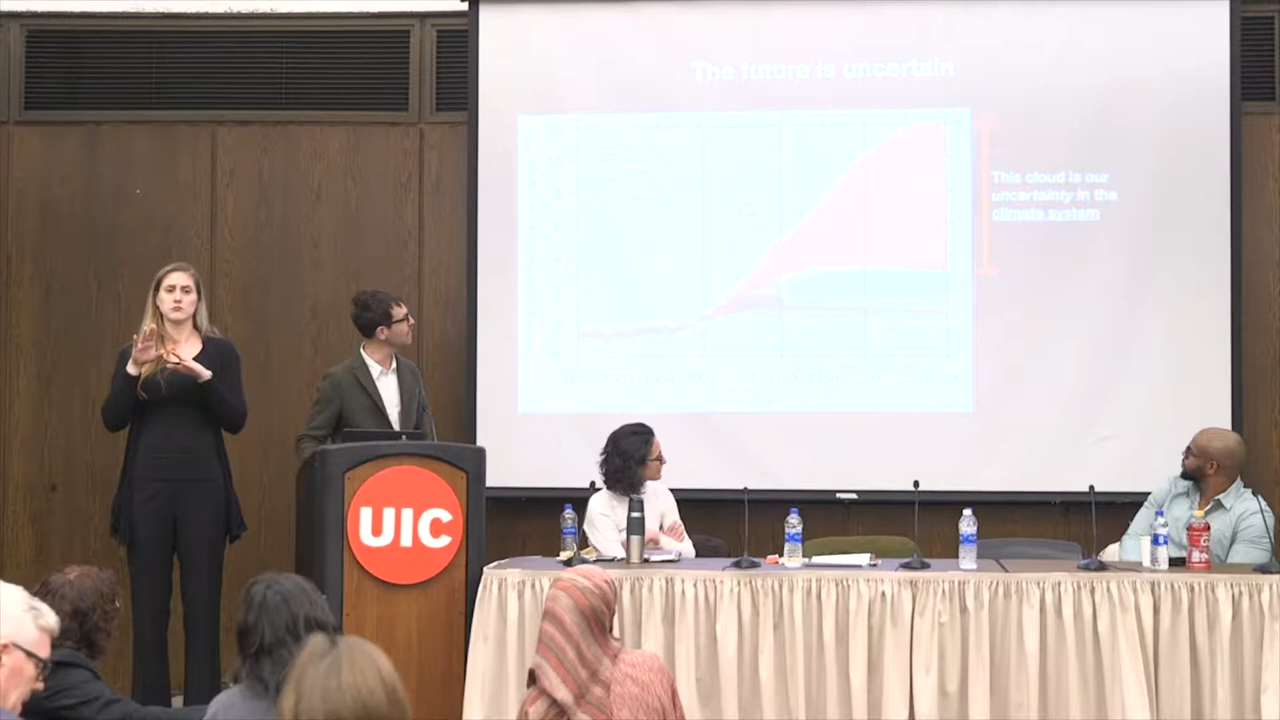 The future is uncertain
This cloud is our
uncertainty in the
climate system
UIC